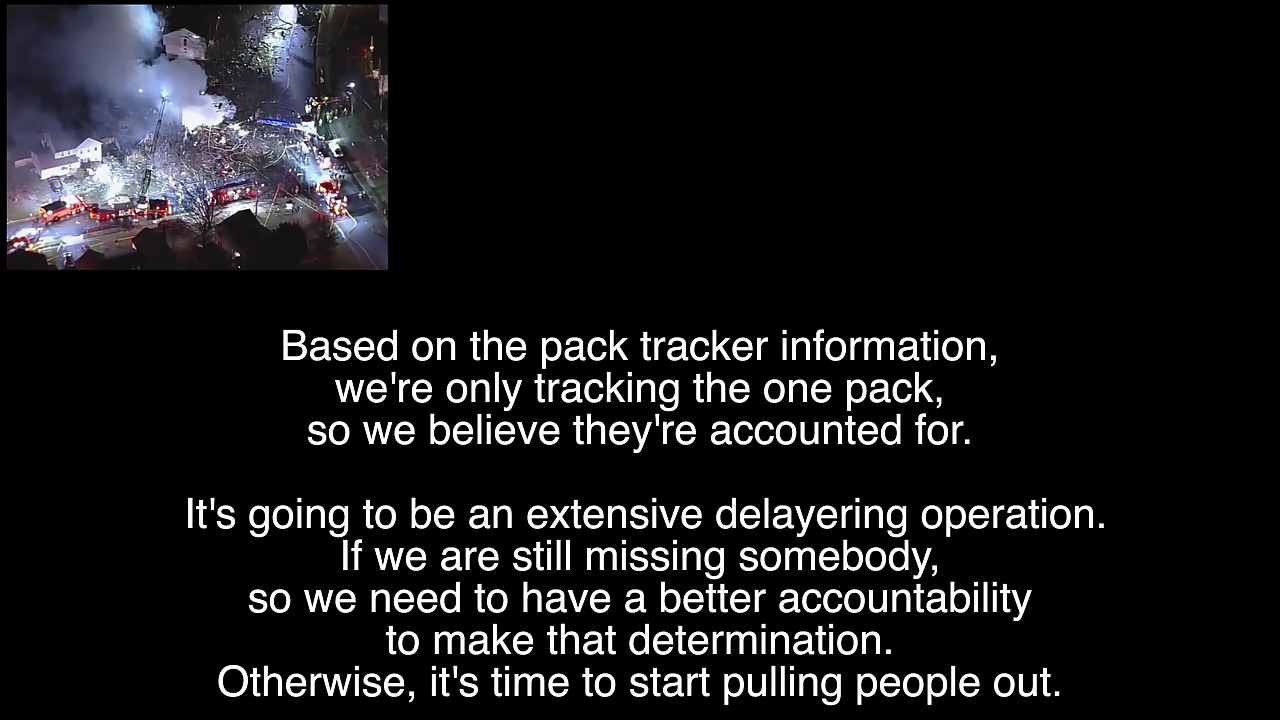 Based on the pack tracker information,
we're only tracking the one pack,
so we believe they're accounted for.
It's going to be an extensive delayering operation.
If we are still missing somebody,
so we need to have a better accountability
to make that determination.
Otherwise, it's time to start pulling people out.